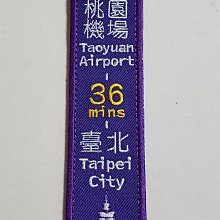 桃園
機場
Taoyuan
Airport
36
mins
臺北
Taipei
City